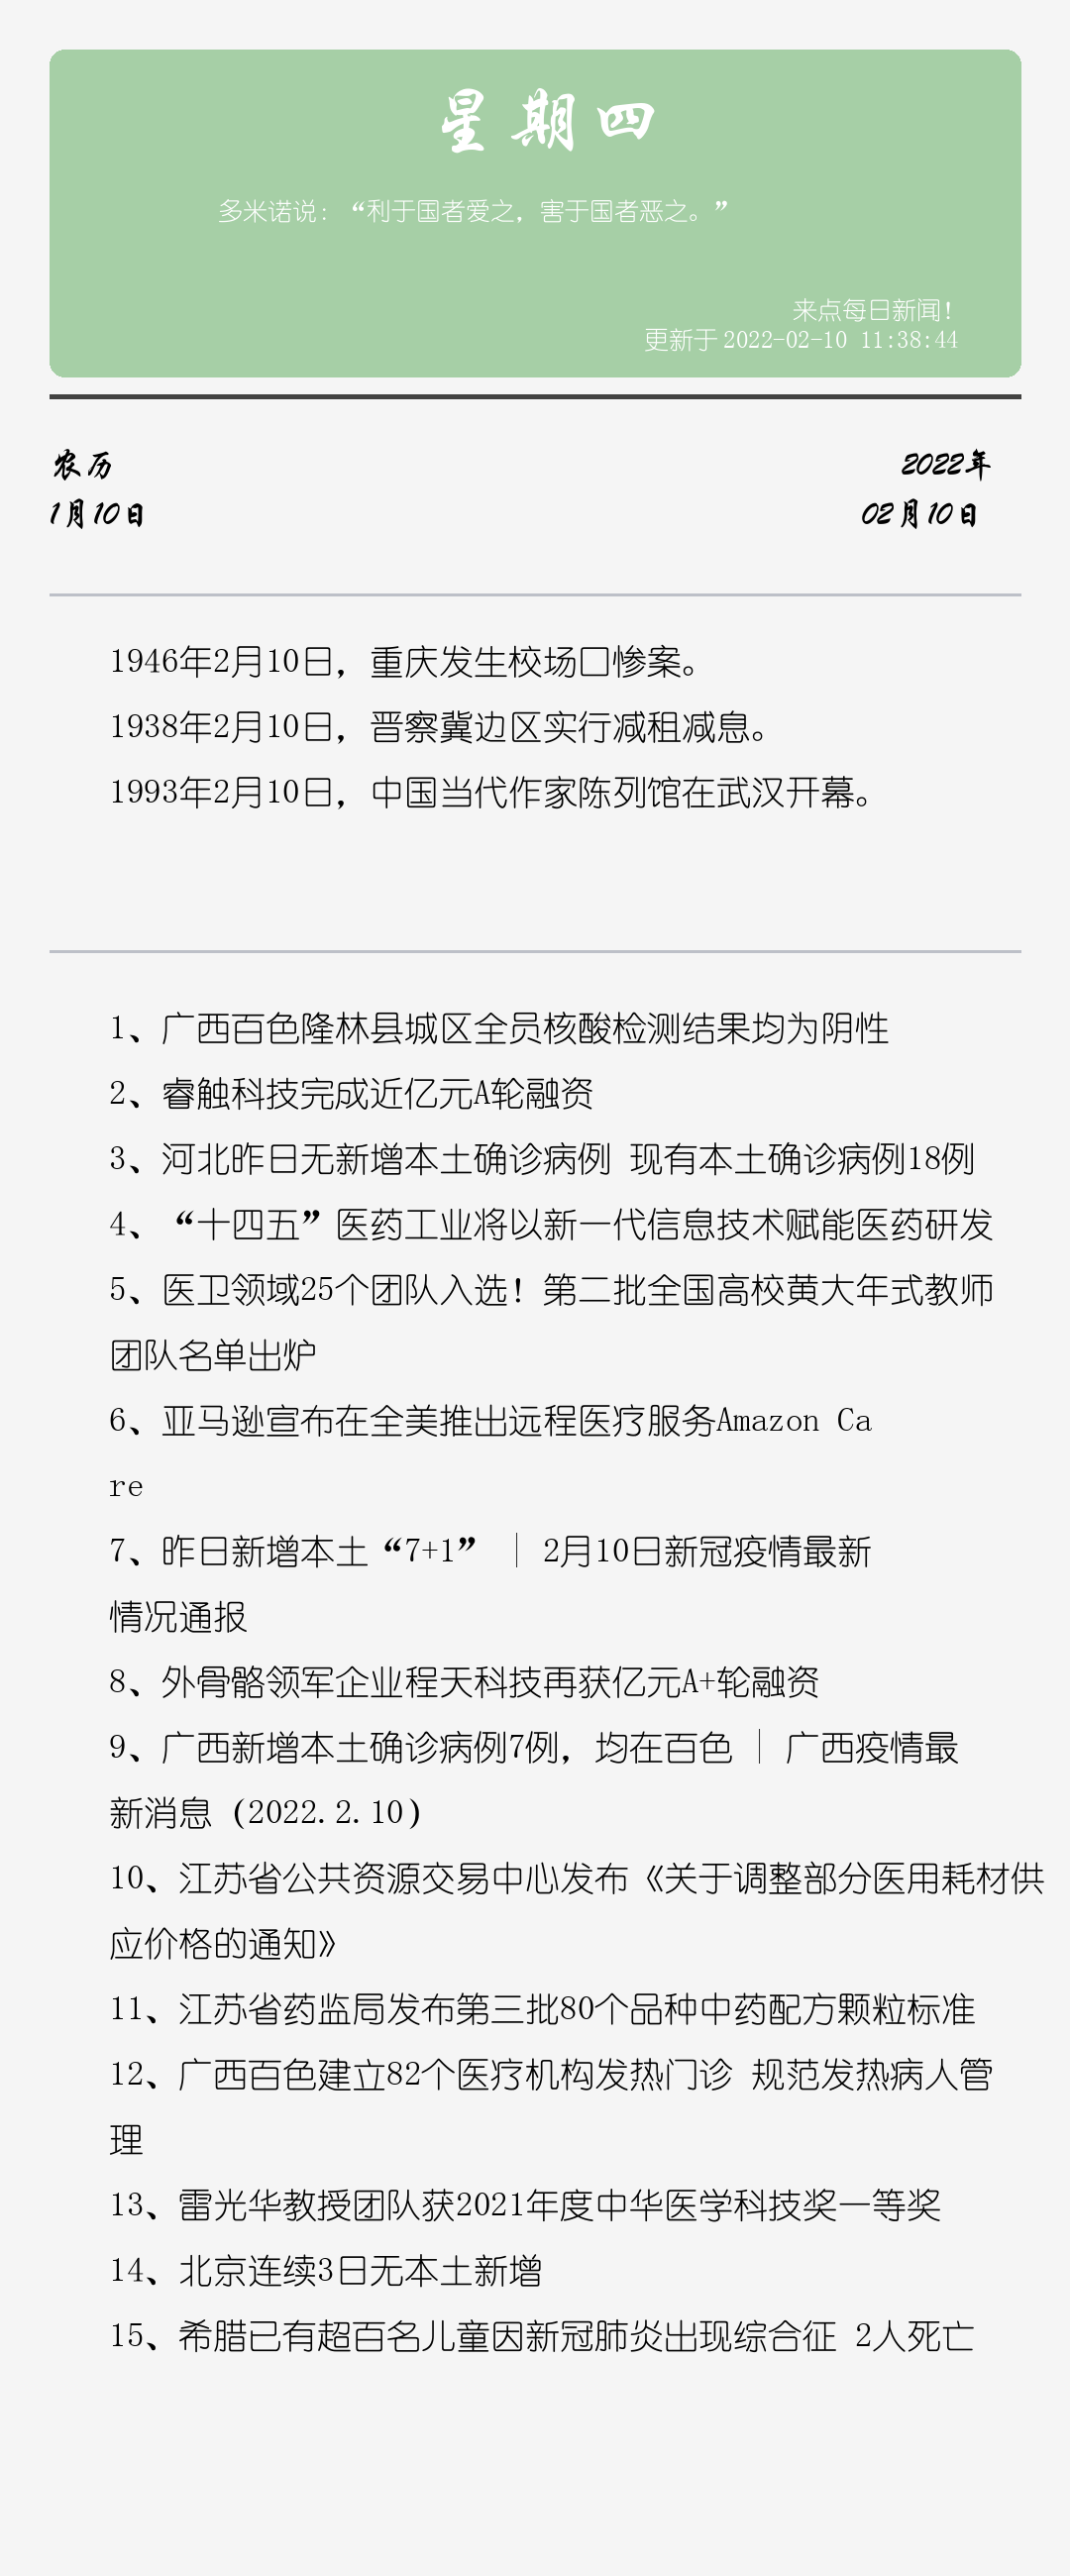 星期四
多米诺说：“利于国者爱之，害于国者恶之。”
来点每日新闻！
更新于 2022-02-10 11:38:44
农历
2022年
1月10日
02月10日
1946年2月10日，重庆发生校场口惨案。
1938年2月10日，晋察冀边区实行减租减息。
1993年2月10日，中国当代作家陈列馆在武汉开幕。
1、广西百色隆林县城区全员核酸检测结果均为阴性
2、睿触科技完成近亿元A轮融资
3、河北昨日无新增本土确诊病例 现有本土确诊病例18例
4、“十四五”医药工业将以新一代信息技术赋能医药研发
5、医卫领域25个团队入选！第二批全国高校黄大年式教师
团队名单出炉
6、亚马逊宣布在全美推出远程医疗服务Amazon Ca
re
7、昨日新增本土“7+1” | 2月10日新冠疫情最新
情况通报
8、外骨骼领军企业程天科技再获亿元A+轮融资
9、广西新增本土确诊病例7例，均在百色 | 广西疫情最
新消息（2022.2.10）
10、江苏省公共资源交易中心发布《关于调整部分医用耗材供
应价格的通知》
11、江苏省药监局发布第三批80个品种中药配方颗粒标准
12、广西百色建立82个医疗机构发热门诊 规范发热病人管
理
13、雷光华教授团队获2021年度中华医学科技奖一等奖
14、北京连续3日无本土新增
15、希腊已有超百名儿童因新冠肺炎出现综合征 2人死亡